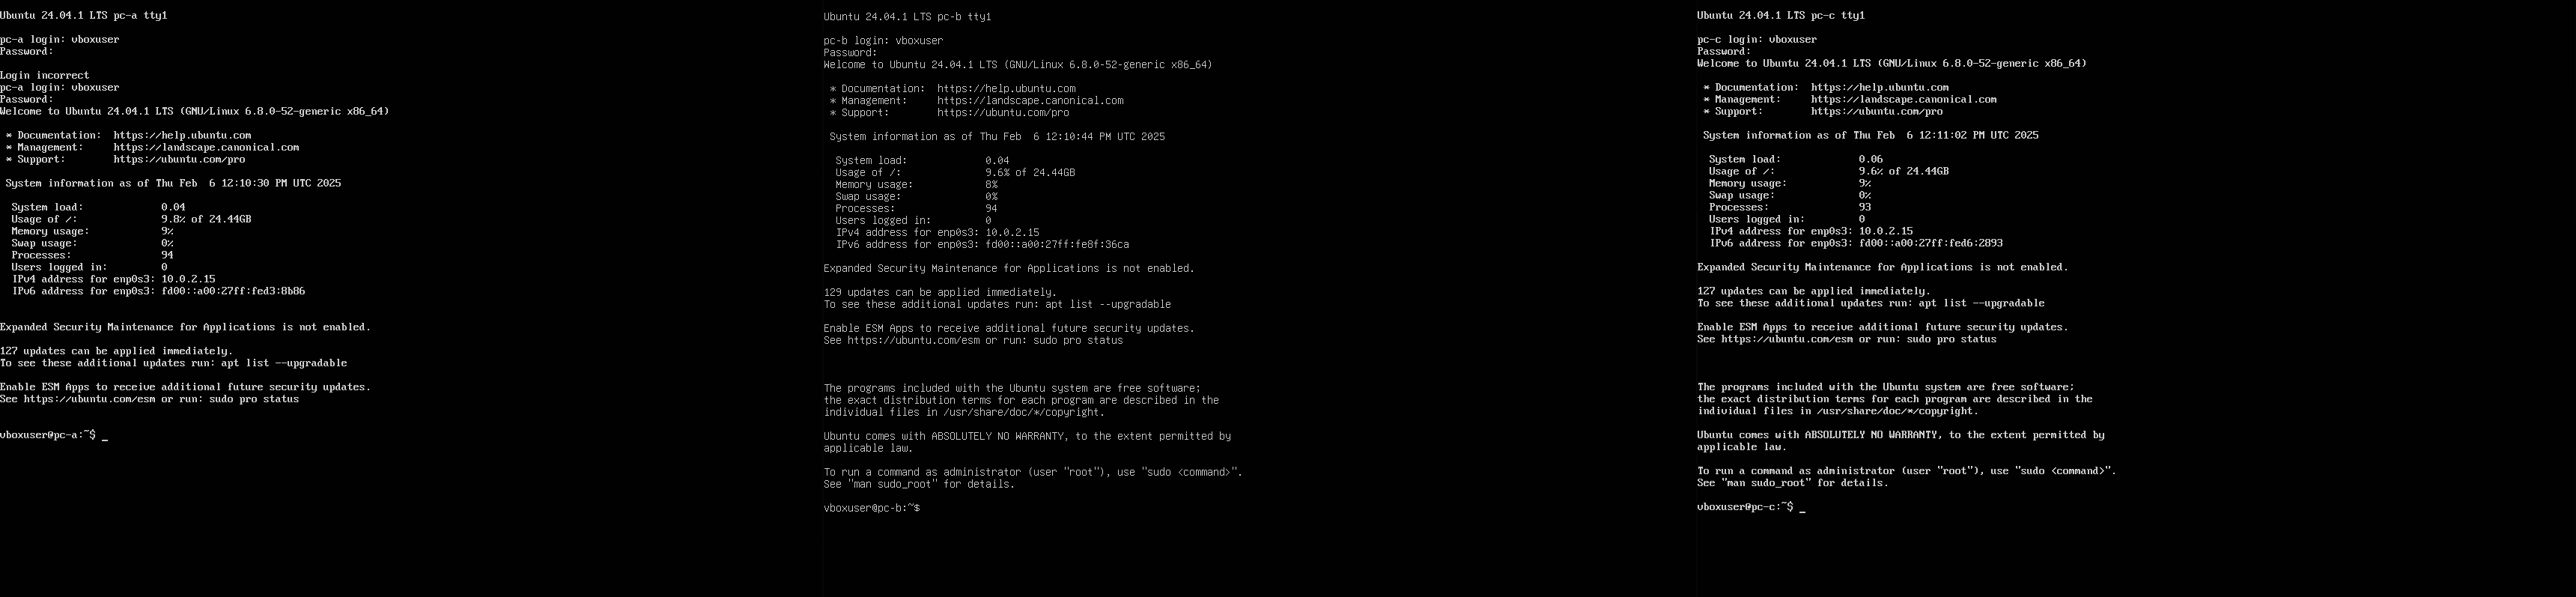 Ubuntu 24.04.1 LTS pc-a tty1
pc-a login: vboxuser
Password:
Login incorrect
pc-a login: vboxuser
Password:
Welcome to Ubuntu 24.04.1 LTS (GNU/Linux 6.8.0-52-generic x86_64)
* Documentation:  https://help.ubuntu.com
* Management:     https://landscape.canonical.com
* Support:        https://ubuntu.com/pro
System information as of Thu Feb  6 12:10:30 PM UTC 2025
System load:             0.04
Usage of /:              9.8% of 24.44GB
Memory usage:            9%
Swap usage:              0%
Processes:               94
Users logged in:         0
IPv4 address for enp0s3: 10.0.2.15
IPv6 address for enp0s3: fd00::a00:27ff:fed3:8b86
Expanded Security Maintenance for Applications is not enabled.
127 updates can be applied immediately.
To see these additional updates run: apt list --upgradable
Enable ESM Apps to receive additional future security updates.
See https://ubuntu.com/esm or run: sudo pro status
vboxuser@pc-a:~$ _
Ubuntu 24.04.1 LTS pc-b tty1
pc-b login: vboxuser
Password:
Welcome to Ubuntu 24.04.1 LTS (GNU/Linux 6.8.0-52-generic x86_64)
* Documentation:  https://help.ubuntu.com
* Management:     https://landscape.canonical.com
* Support:        https://ubuntu.com/pro
System information as of Thu Feb  6 12:10:44 PM UTC 2025
System load:             0.04
Usage of /:              9.6% of 24.44GB
Memory usage:            8%
Swap usage:              0%
Processes:               94
Users logged in:         0
IPv4 address for enp0s3: 10.0.2.15
IPv6 address for enp0s3: fd00::a00:27ff:fe8f:36ca
Expanded Security Maintenance for Applications is not enabled.
129 updates can be applied immediately.
To see these additional updates run: apt list --upgradable
Enable ESM Apps to receive additional future security updates.
See https://ubuntu.com/esm or run: sudo pro status
The programs included with the Ubuntu system are free software;
the exact distribution terms for each program are described in the
individual files in /usr/share/doc/*/copyright.
Ubuntu comes with ABSOLUTELY NO WARRANTY, to the extent permitted by
applicable law.
To run a command as administrator (user "root"), use "sudo <command>".
See "man sudo_root" for details.
vboxuser@pc-b:~$
Ubuntu 24.04.1 LTS pc-c tty1
pc-c login: vboxuser
Password:
Welcome to Ubuntu 24.04.1 LTS (GNU/Linux 6.8.0-52-generic x86_64)
* Documentation:  https://help.ubuntu.com
* Management:     https://landscape.canonical.com
* Support:        https://ubuntu.com/pro
System information as of Thu Feb  6 12:11:02 PM UTC 2025
System load:             0.06
Usage of /:              9.6% of 24.44GB
Memory usage:            9%
Swap usage:              0%
Processes:               93
Users logged in:         0
IPv4 address for enp0s3: 10.0.2.15
IPv6 address for enp0s3: fd00::a00:27ff:fed6:2893
Expanded Security Maintenance for Applications is not enabled.
127 updates can be applied immediately.
To see these additional updates run: apt list --upgradable
Enable ESM Apps to receive additional future security updates.
See https://ubuntu.com/esm or run: sudo pro status
The programs included with the Ubuntu system are free software;
the exact distribution terms for each program are described in the
individual files in /usr/share/doc/*/copyright.
Ubuntu comes with ABSOLUTELY NO WARRANTY, to the extent permitted by
applicable law.
To run a command as administrator (user "root"), use "sudo <command>".
See "man sudo_root" for details.
vboxuser@pc-c:~$ _